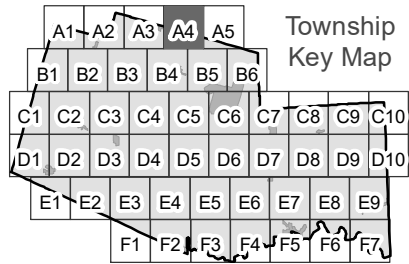 Township
Key Map
A1 A2 A3 A4 A5
B1 B2 B3 B4 B5 B6
C1 C2 C3 C4 C5 C6 C7 C8 C9 C10
D1 D2 D3 D4 D5 D6 D7 D8 D9 D10
E1 E2 E3 E4 E5 E6 E7 E8 E9
F1 F2 F3 F4 F5 F6 F7